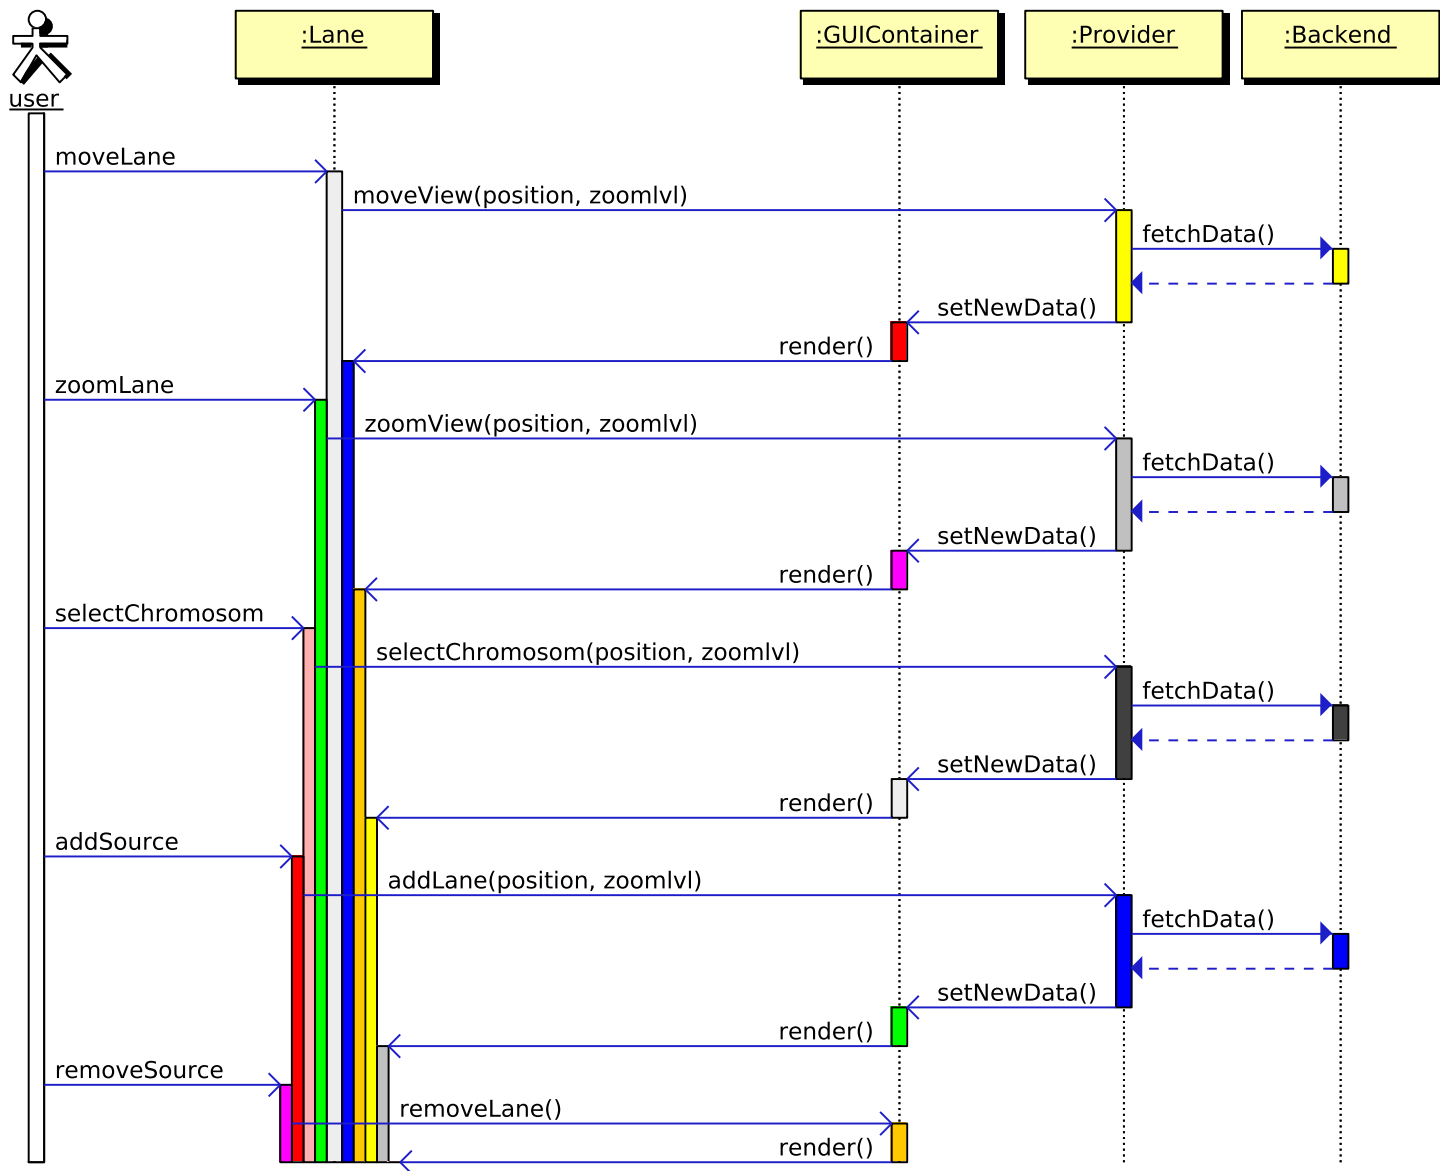 :Lane
:GUIContainer
:Provider
:Backend
user
moveLane
moveView(position, zoomlvl)
fetchData()
setNewData()
render()
zoomLane
zoomView(position, zoomlvl)
fetchData()
setNewData()
render()
selectChromosom
selectChromosom(position, zoomlvl)
fetchData()
setNewData()
render()
addSource
addLane(position, zoomlvl)
fetchData()
setNewData()
render()
removeSource
removeLane()
render()